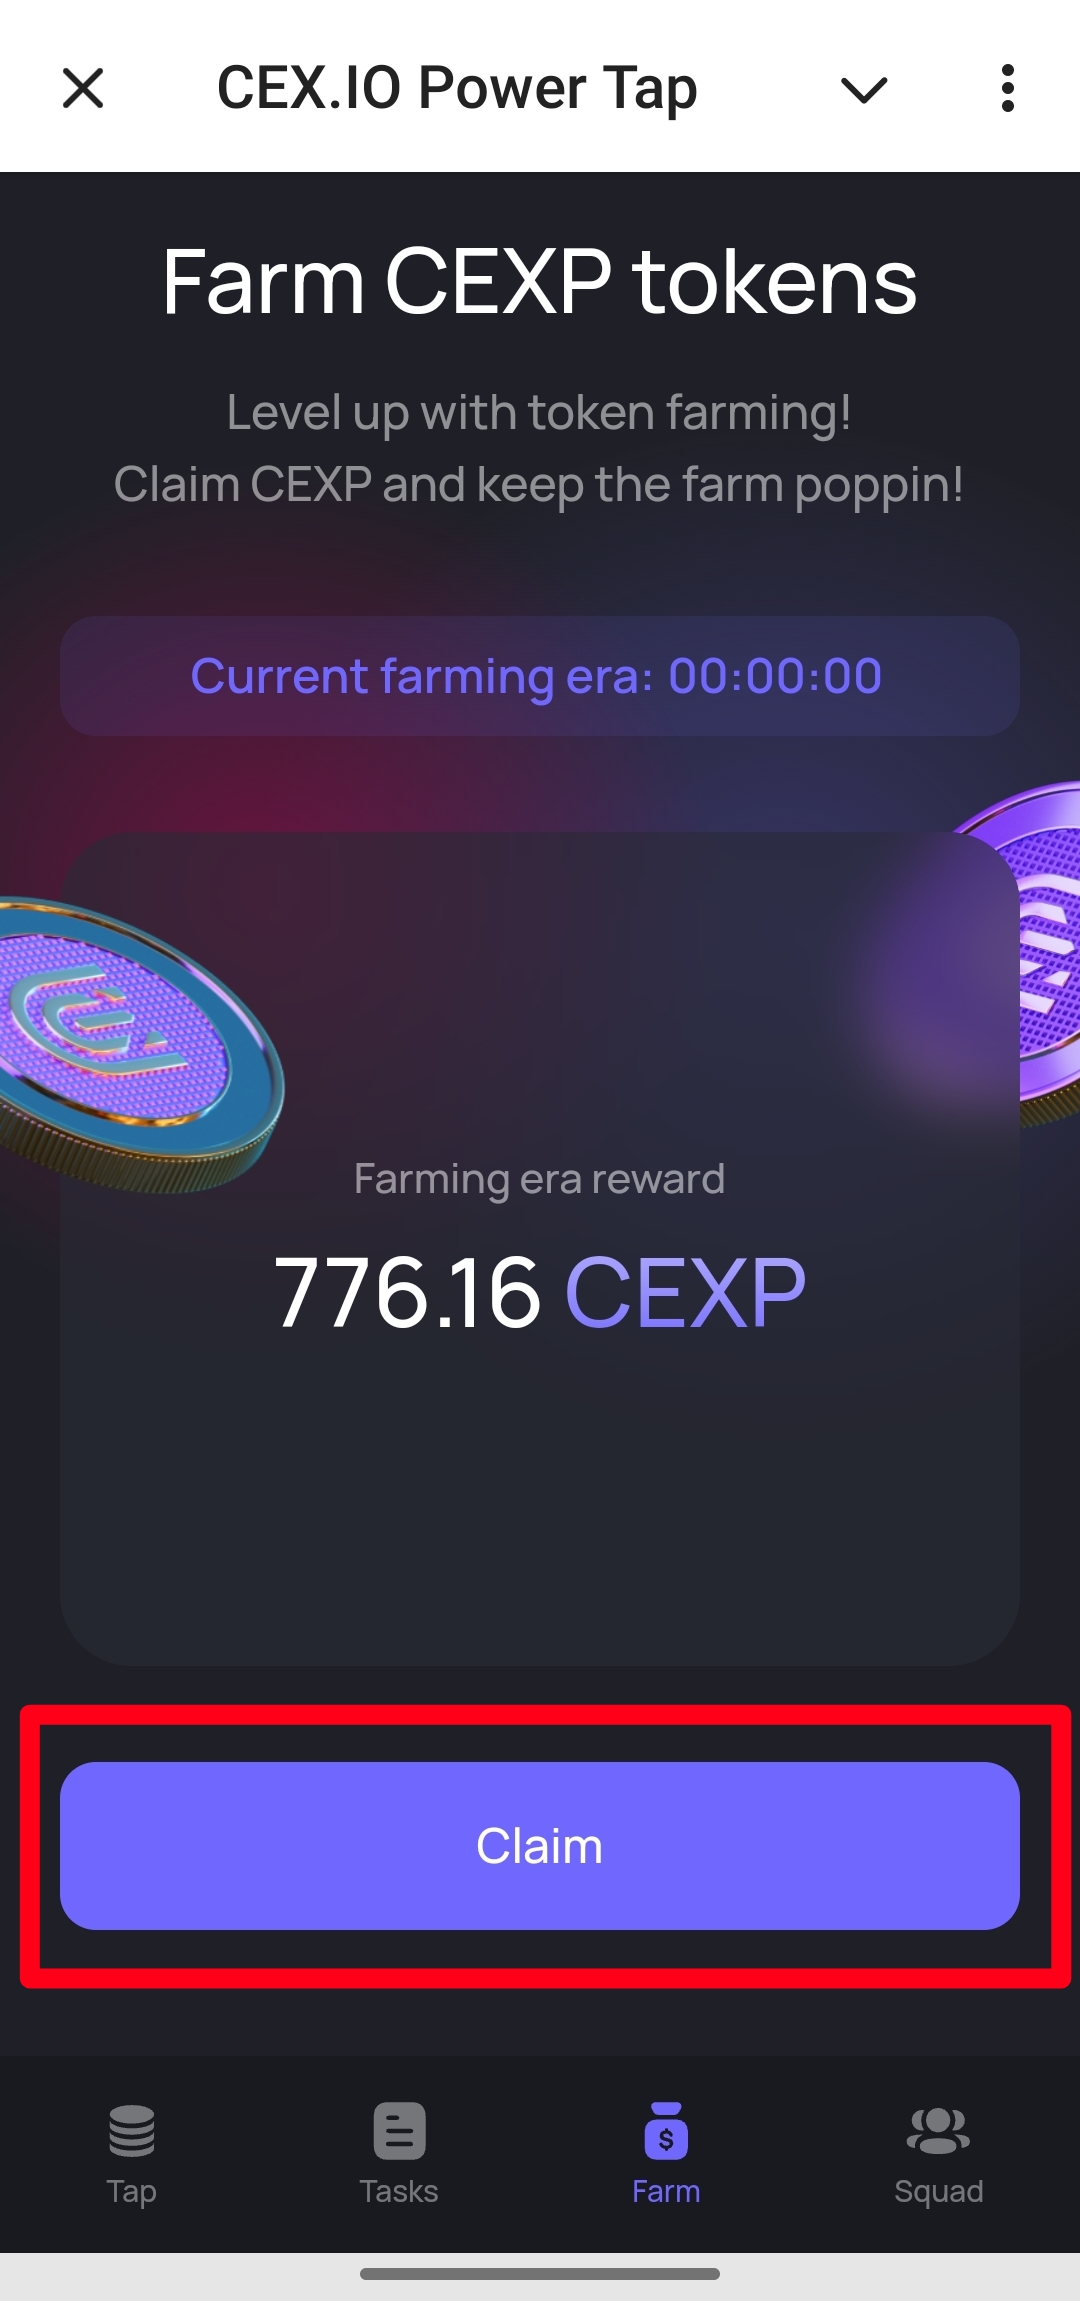 CEX.IO Power Tap
Farm CEXP tokens
Level up with token farming!
Claim CEXP and keep the farm poppin!
Current farming era: 00:00:00
Farming era reward
776.16 CEXP
Claim
Tap
Tasks
Farm
Squad